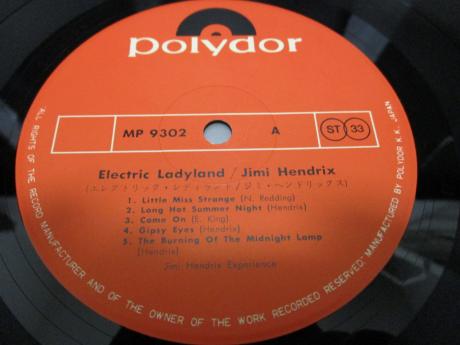 polydor
MP 9302 A ST 33
Electric Ladyland / Jimi Hendrix
(エレクトリック・レディランド/ジミ・ヘンドリックス)
1. Little Miss Strange (N. Redding)
2. Long Hot Summer Night (Hendrix)
3. Come On (E. King)
4. Gipsy Eyes (Hendrix)
5. The Burning Of The Midnight Lamp
(Hendrix)
Jimi Hendrix Experience
ALL RIGHTS OF THE RECORD MANUFACTURER AND OF THE OWNER OF THE WORK RECORDED RESERVED MANUFACTURED BY POLYDOR K.K., JAPAN